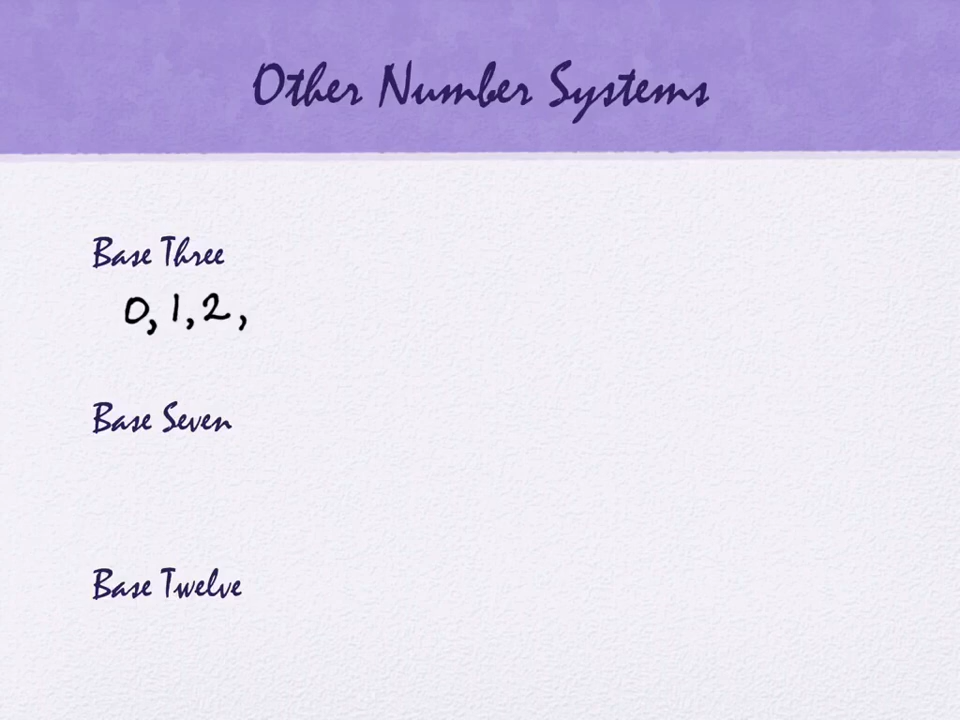 Other Number Systems
Base Three
0, 1, 2,
Base Seven
Base Twelve